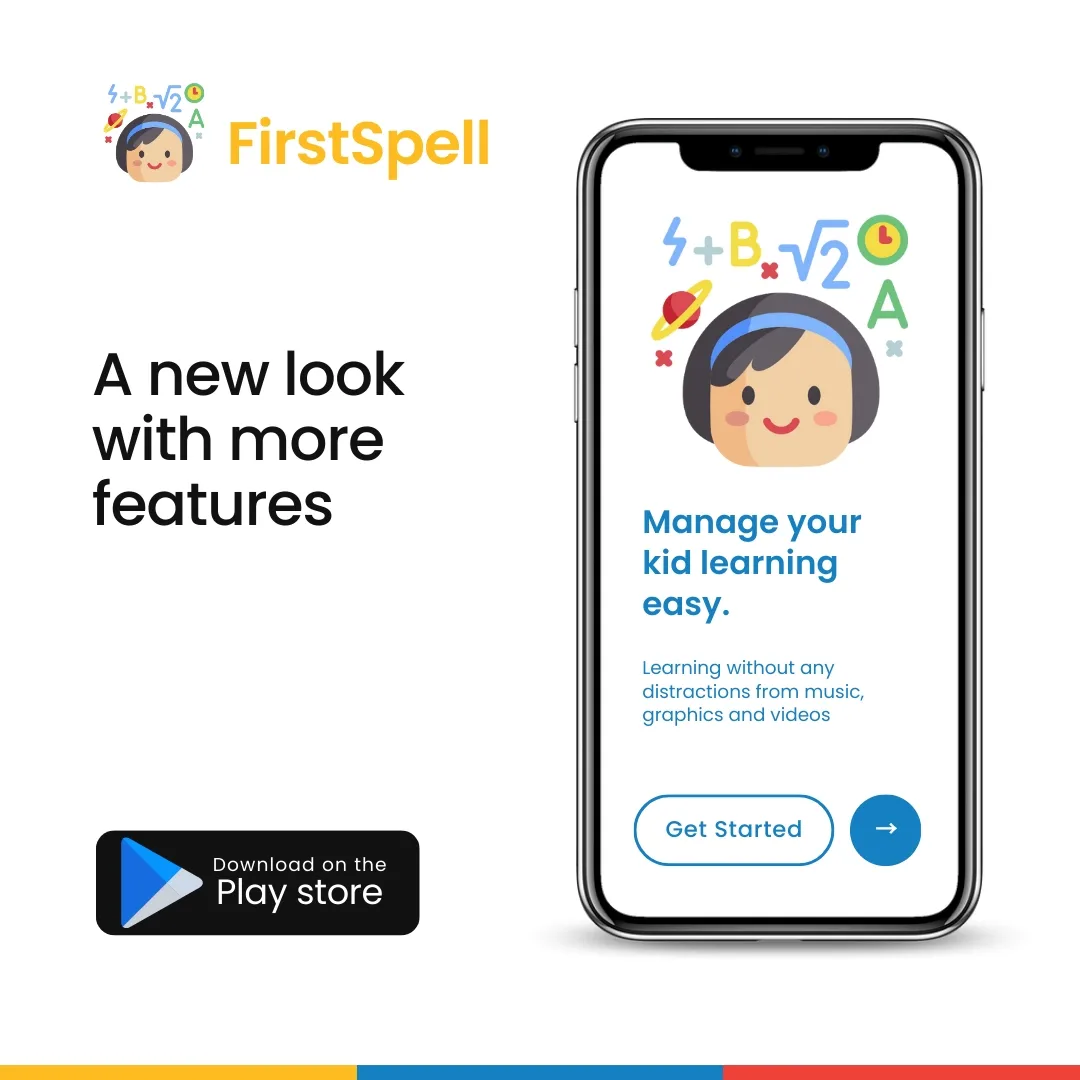 FirstSpell
A new look
with more
features
Download on the
Play store
ϟ+B×√2
A
Manage your
kid learning
easy.
Learning without any
distractions from music,
graphics and videos
Get Started →